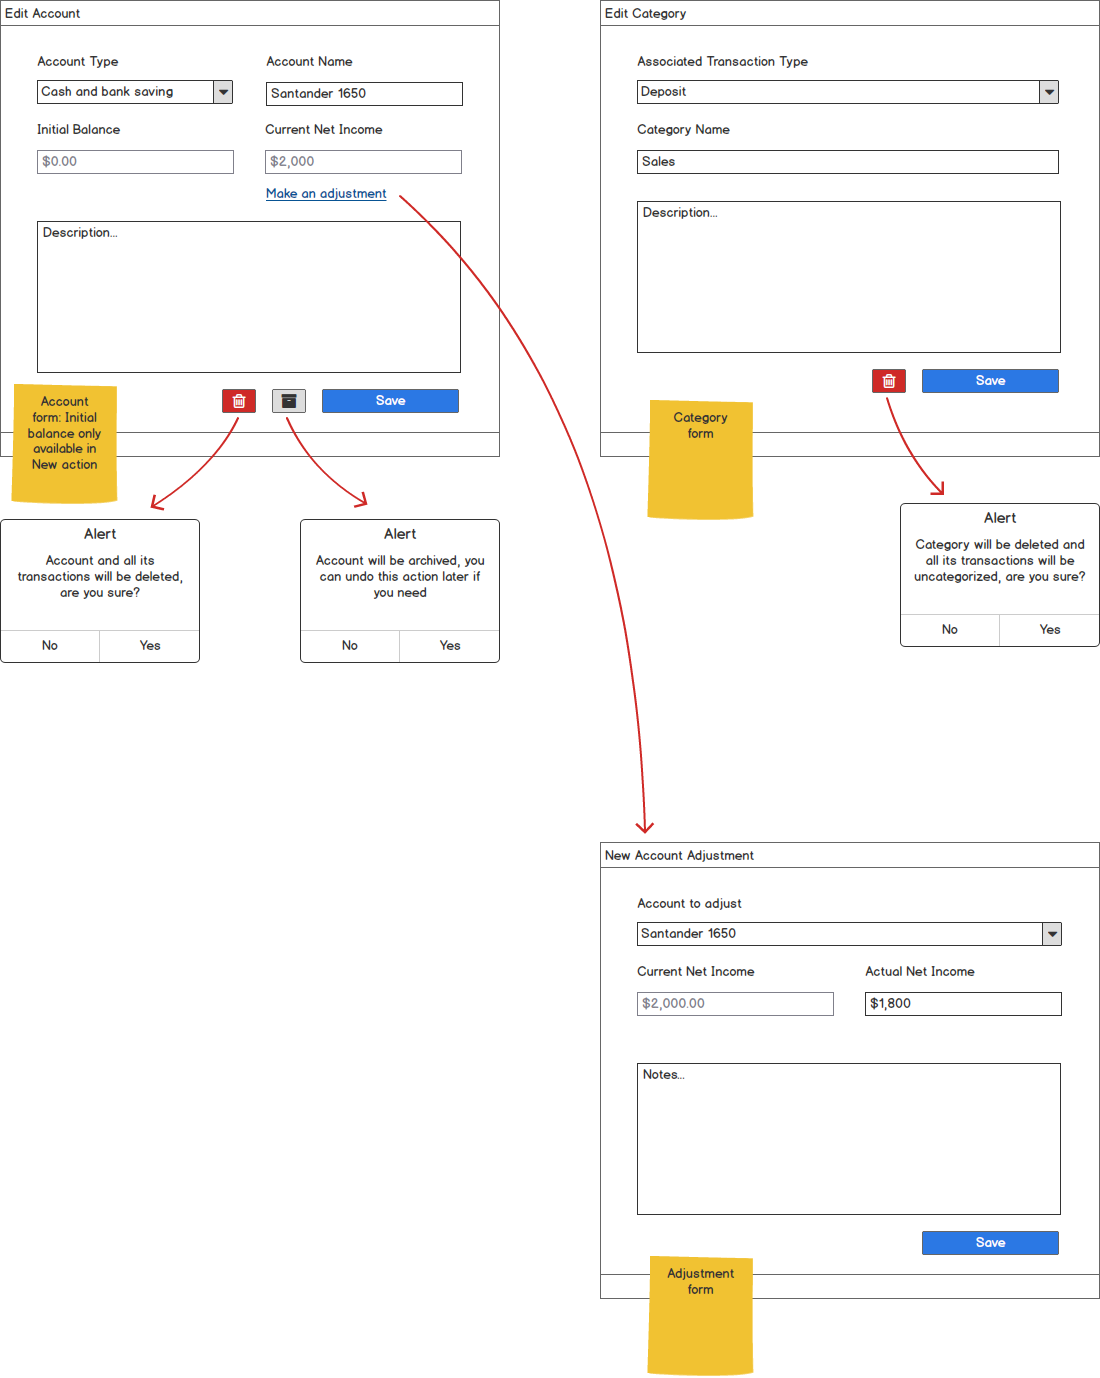 Edit Account
Account Type
Account Name
Cash and bank saving
Santander 1650
Initial Balance
Current Net Income
$0.00
$2,000
Make an adjustment
Description...
Save
Account
form: Initial
balance only
available in
New action
Alert
Account and all its
transactions will be deleted,
are you sure?
No
Yes
Alert
Account will be archived, you
can undo this action later if
you need
No
Yes
Edit Category
Associated Transaction Type
Deposit
Category Name
Sales
Description...
Save
Category
form
Alert
Category will be deleted and
all its transactions will be
uncategorized, are you sure?
No
Yes
New Account Adjustment
Account to adjust
Santander 1650
Current Net Income
Actual Net Income
$2,000.00
$1,800
Notes...
Save
Adjustment
form